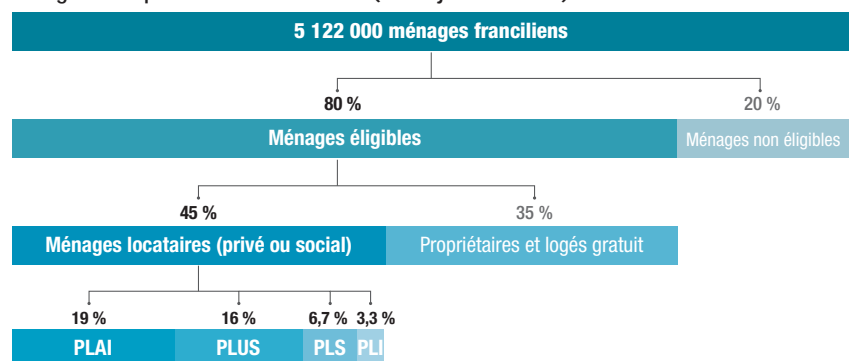 5 122 000 ménages franciliens
80 %
20 %
Ménages éligibles
Ménages non éligibles
45 %
35 %
Ménages locataires (privé ou social)
Propriétaires et logés gratuit
19 %
16 %
6,7 %
3,3 %
PLAI
PLUS
PLS
PLI